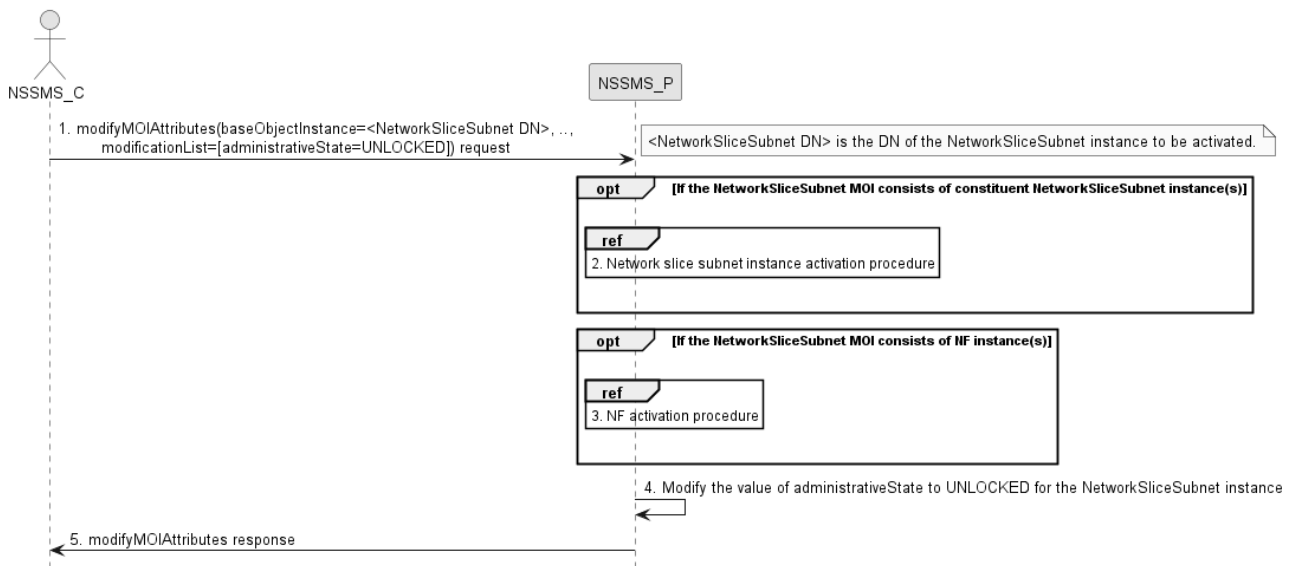 NSSMS_C
NSSMS_P
1. modifyMOIAttributes(baseObjectInstance=<NetworkSliceSubnet DN>, ..,
modificationList=[administrativeState=UNLOCKED]) request
<NetworkSliceSubnet DN> is the DN of the NetworkSliceSubnet instance to be activated.
opt [If the NetworkSliceSubnet MOI consists of constituent NetworkSliceSubnet instance(s)]
ref
2. Network slice subnet instance activation procedure
opt [If the NetworkSliceSubnet MOI consists of NF instance(s)]
ref
3. NF activation procedure
4. Modify the value of administrativeState to UNLOCKED for the NetworkSliceSubnet instance
5. modifyMOIAttributes response